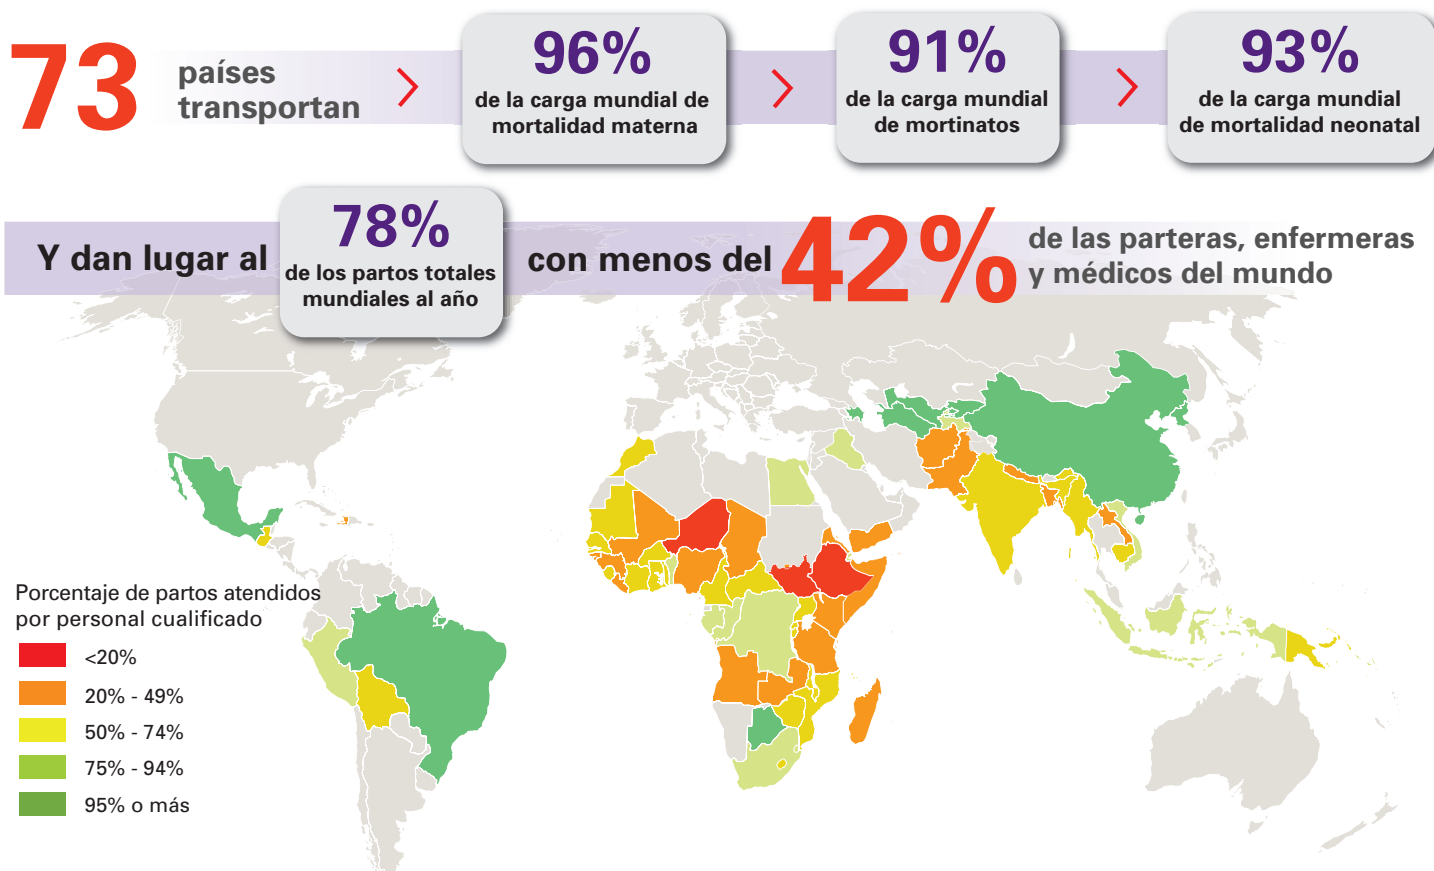 73
países
transportan
96%
de la carga mundial de
mortalidad materna
91%
de la carga mundial
de mortinatos
93%
de la carga mundial
de mortalidad neonatal
Y dan lugar al
78%
de los partos totales
mundiales al año
con menos del
42%
de las parteras, enfermeras
y médicos del mundo
Porcentaje de partos atendidos
por personal cualificado
<20%
20% - 49%
50% - 74%
75% - 94%
95% o más